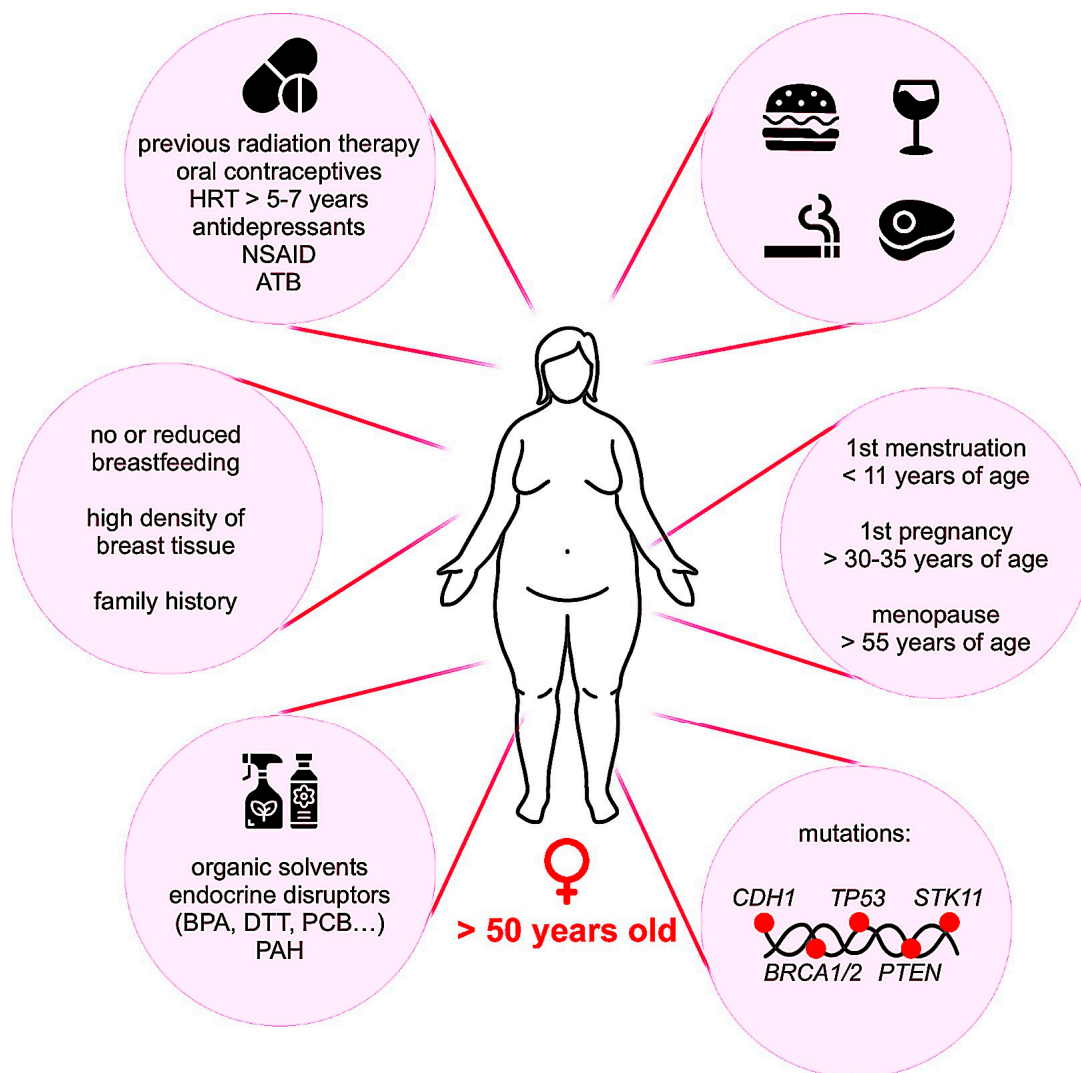 previous radiation therapy
oral contraceptives
HRT > 5-7 years
antidepressants
NSAID
ATB
no or reduced
breastfeeding
high density of
breast tissue
family history
1st menstruation
< 11 years of age
1st pregnancy
> 30-35 years of age
menopause
> 55 years of age
organic solvents
endocrine disruptors
(BPA, DTT, PCB...)
PAH
> 50 years old
mutations:
CDH1 TP53 STK11
BRCA1/2 PTEN